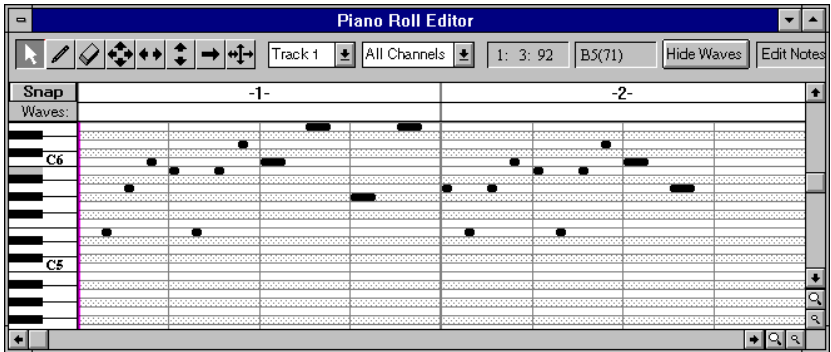 Piano Roll Editor
Track 1 All Channels 1: 3: 92 B5(71) Hide Waves Edit Notes
Snap -1- -2-
Waves:
C6
C5